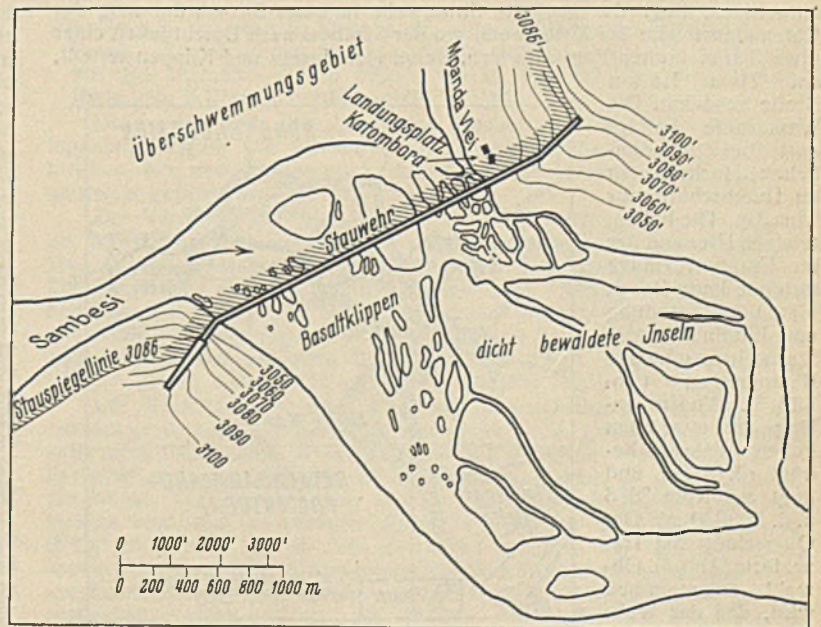 3086'
Überschwemmungsgebiet
Mpanda Vlei
Landungsplatz
Katombora
3100'
3090'
3080'
3070'
3060'
3050'
Stauwehr
Sambesi
Basaltklippen
dicht bewaldete Jnseln
Stauspiegellinie 3086
3050
3060
3070
3080
3090
3100
0 1000' 2000' 3000'
0 200 400 600 800 1000 m